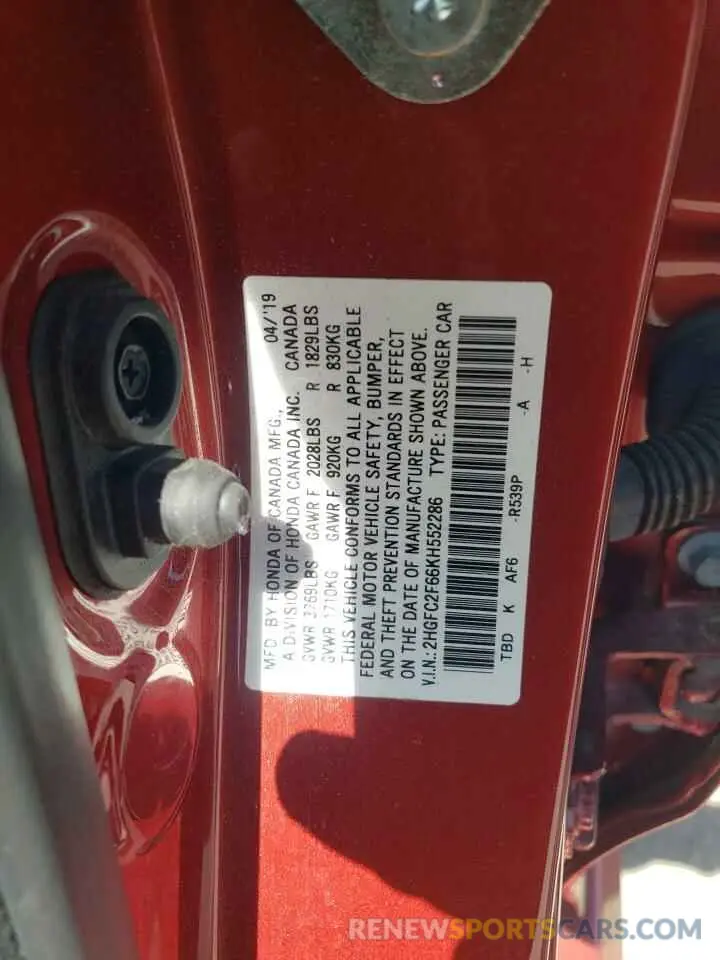 MFD BY HONDA OF CANADA MFG., 04/'19
A DIVISION OF HONDA CANADA INC. CANADA
GVWR 3769LBS GAWR F 2028LBS R 1829LBS
GVWR 1710KG GAWR F 920KG R 830KG
THIS VEHICLE CONFORMS TO ALL APPLICABLE
FEDERAL MOTOR VEHICLE SAFETY, BUMPER,
AND THEFT PREVENTION STANDARDS IN EFFECT
ON THE DATE OF MANUFACTURE SHOWN ABOVE.
V.I.N.: 2HGFC2F66KH552286 TYPE: PASSENGER CAR
TBD K AF6 -R539P -A -H
RENEWSPORTSCARS.COM